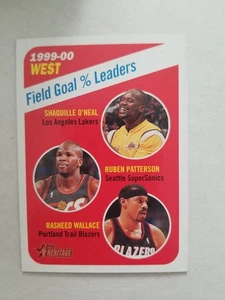 1999-00
WEST
Field Goal % Leaders
SHAQUILLE O'NEAL
Los Angeles Lakers
RUBEN PATTERSON
Seattle SuperSonics
RASHEED WALLACE
Portland Trail Blazers
BLAZERS
HERITAGE